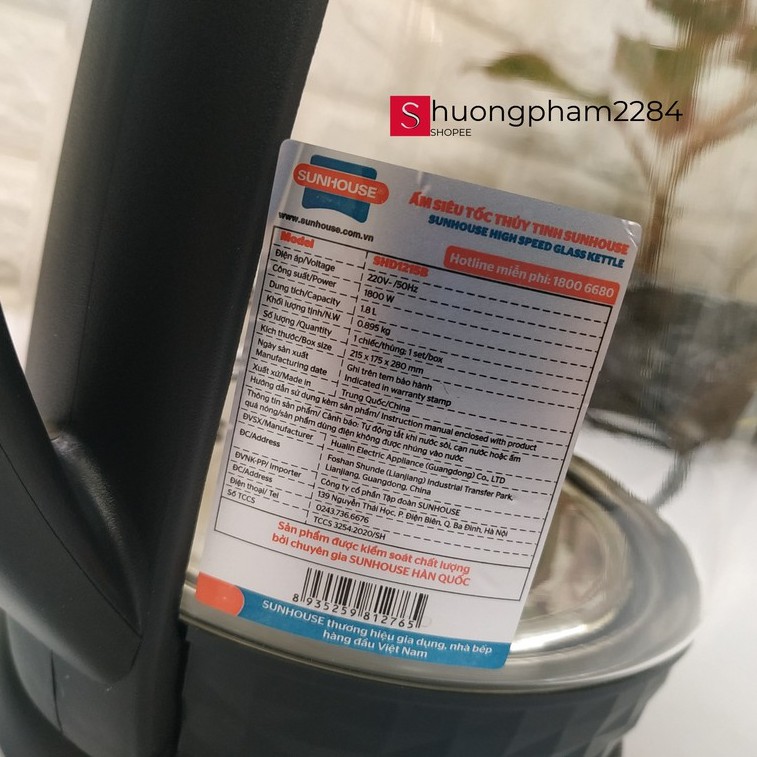 Shuongpham2284
SHOPEE
SUNHOUSE
www.sunhouse.com.vn
ẤM SIÊU TỐC THỦY TINH SUNHOUSE
SUNHOUSE HIGH SPEED GLASS KETTLE
Hotline miễn phí: 1800 6680
Model SHD1215B
Điện áp/Voltage 220V~/50Hz
Công suất/Power 1800 W
Dung tích/Capacity 1.8 L
Khối lượng tịnh/N.W 0.895 kg
Số lượng /Quantity 1 chiếc/thùng; 1 set/box
Kích thước/Box size 215 x 175 x 280 mm
Ngày sản xuất Ghi trên tem bảo hành
Manufacturing date Indicated in warranty stamp
Xuất xứ/Made in Trung Quốc/China
Hướng dẫn sử dụng kèm sản phẩm/ Instruction manual enclosed with product
Thông tin sản phẩm/ Cảnh báo: Tự động tắt khi nước sôi, cạn nước hoặc ấm
quá nóng/sản phẩm dùng điện không được nhúng vào nước
ĐVSX/Manufacturer Hualin Electric Appliance (Guangdong) Co. LTD
ĐC/Address Foshan Shunde (Lianjiang) Industrial Transfer Park,
Lianjiang, Guangdong, China
ĐVNK-PP/ Importer Công ty cổ phần Tập đoàn SUNHOUSE
ĐC/Address 139 Nguyễn Thái Học, P. Điện Biên, Q. Ba Đình, Hà Nội
Điện thoại/ Tel 0243.736.6676
Số TCCS TCCS 3254:2020/SH
Sản phẩm được kiểm soát chất lượng
bởi chuyên gia SUNHOUSE HÀN QUỐC
8 935259 812765
SUNHOUSE thương hiệu gia dụng, nhà bếp
hàng đầu Việt Nam